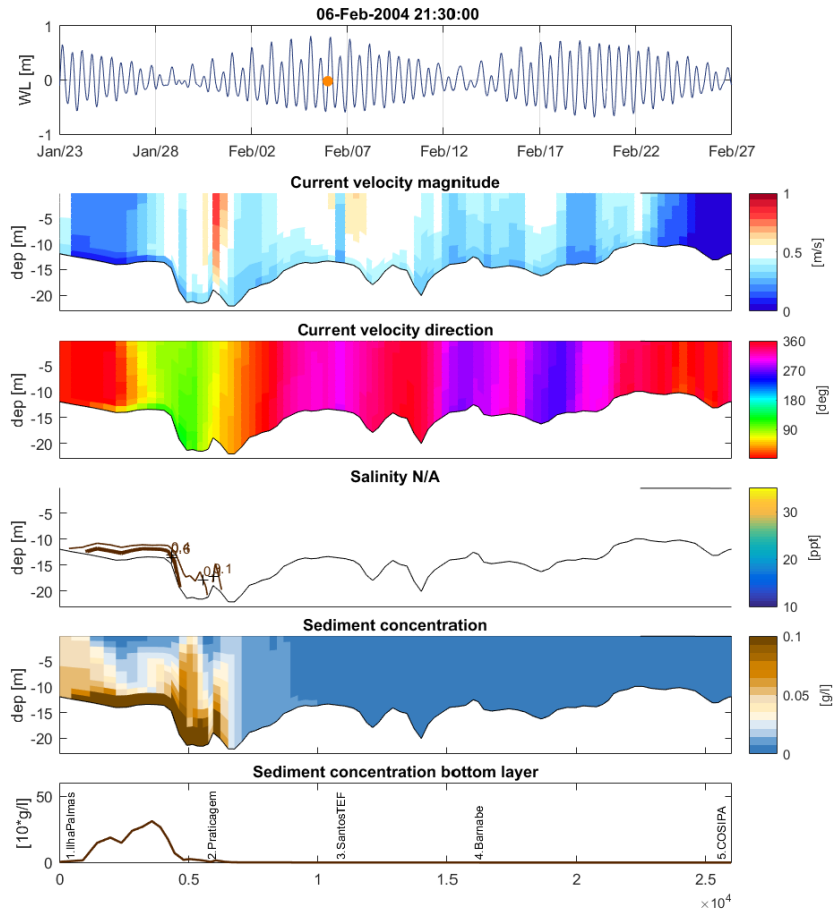 06-Feb-2004 21:30:00
1
0
-1
WL [m]
Jan/23 Jan/28 Feb/02 Feb/07 Feb/12 Feb/17 Feb/22 Feb/27
Current velocity magnitude
-5
-10
-15
-20
dep [m]
1
0.5
0
[m/s]
Current velocity direction
-5
-10
-15
-20
dep [m]
360
270
180
90
[deg]
Salinity N/A
-5
-10
-15
-20
dep [m]
30
20
10
[ppt]
Sediment concentration
-5
-10
-15
-20
dep [m]
0.1
0.05
0
[g/l]
Sediment concentration bottom layer
50
0
[10*g/l]
1.IlhaPalmas
2.Praticagem
3.SantosTEF
4.Barnabe
5.COSIPA
0 0.5 1 1.5 2 2.5
×10⁴